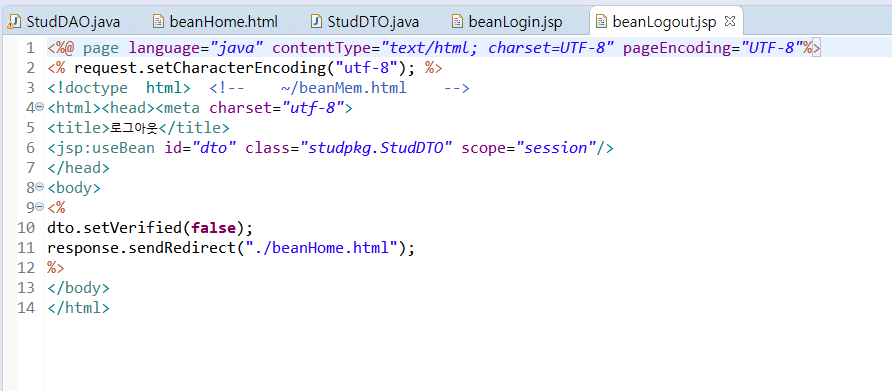 StudDAO.java beanHome.html StudDTO.java beanLogin.jsp beanLogout.jsp
1 <%@ page language="java" contentType="text/html; charset=UTF-8" pageEncoding="UTF-8"%>
2 <% request.setCharacterEncoding("utf-8"); %>
3 <!doctype  html>  <!--    ~/beanMem.html    -->
4 <html><head><meta charset="utf-8">
5 <title>로그아웃</title>
6 <jsp:useBean id="dto" class="studpkg.StudDTO" scope="session"/>
7 </head>
8 <body>
9 <%
10 dto.setVerified(false);
11 response.sendRedirect("./beanHome.html");
12 %>
13 </body>
14 </html>